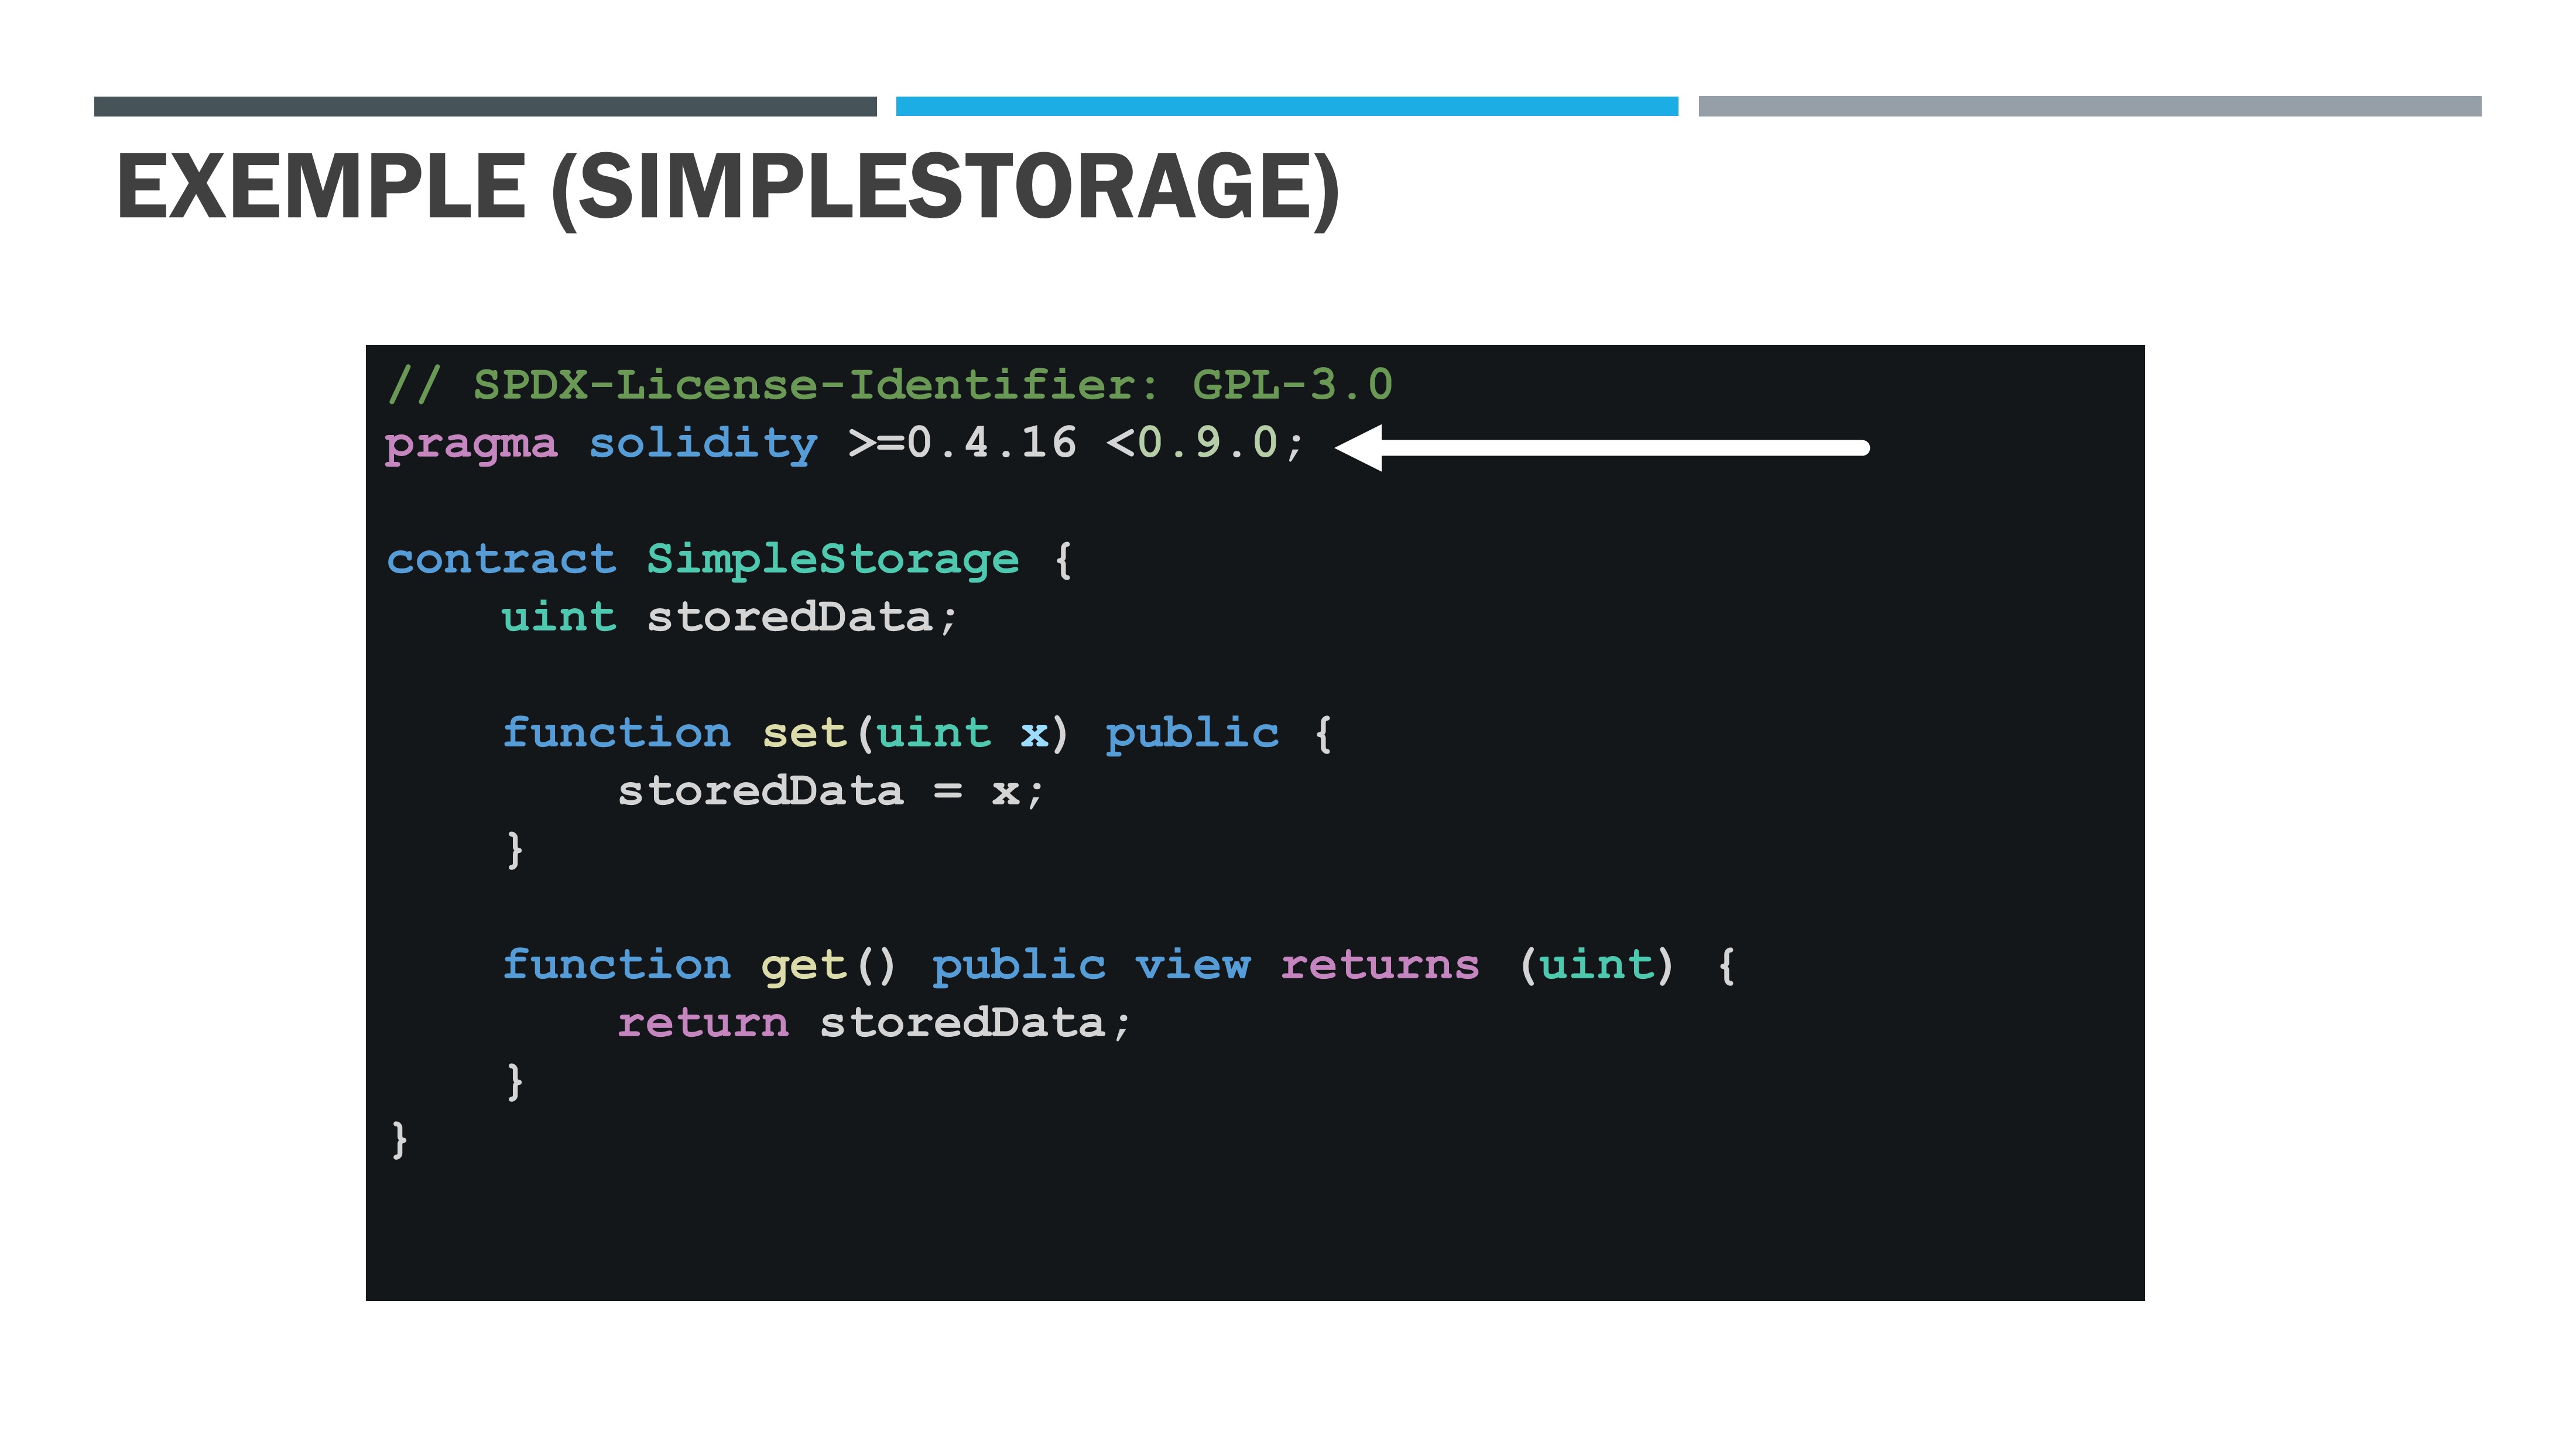 EXEMPLE (SIMPLESTORAGE)
// SPDX-License-Identifier: GPL-3.0
pragma solidity >=0.4.16 <0.9.0;
contract SimpleStorage {
    uint storedData;
    function set(uint x) public {
        storedData = x;
    }
    function get() public view returns (uint) {
        return storedData;
    }
}